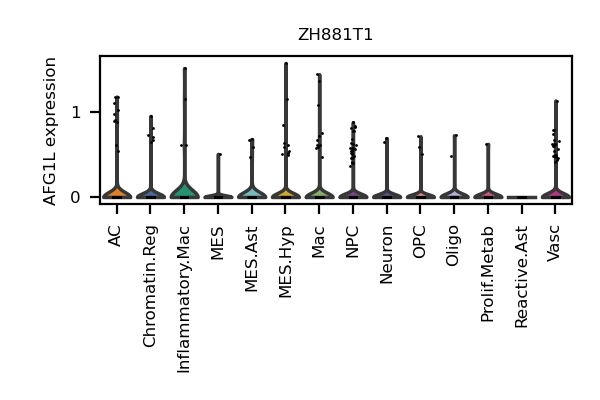 ZH881T1
AFG1L expression
1
0
AC
Chromatin.Reg
Inflammatory.Mac
MES
MES.Ast
MES.Hyp
Mac
NPC
Neuron
OPC
Oligo
Prolif.Metab
Reactive.Ast
Vasc